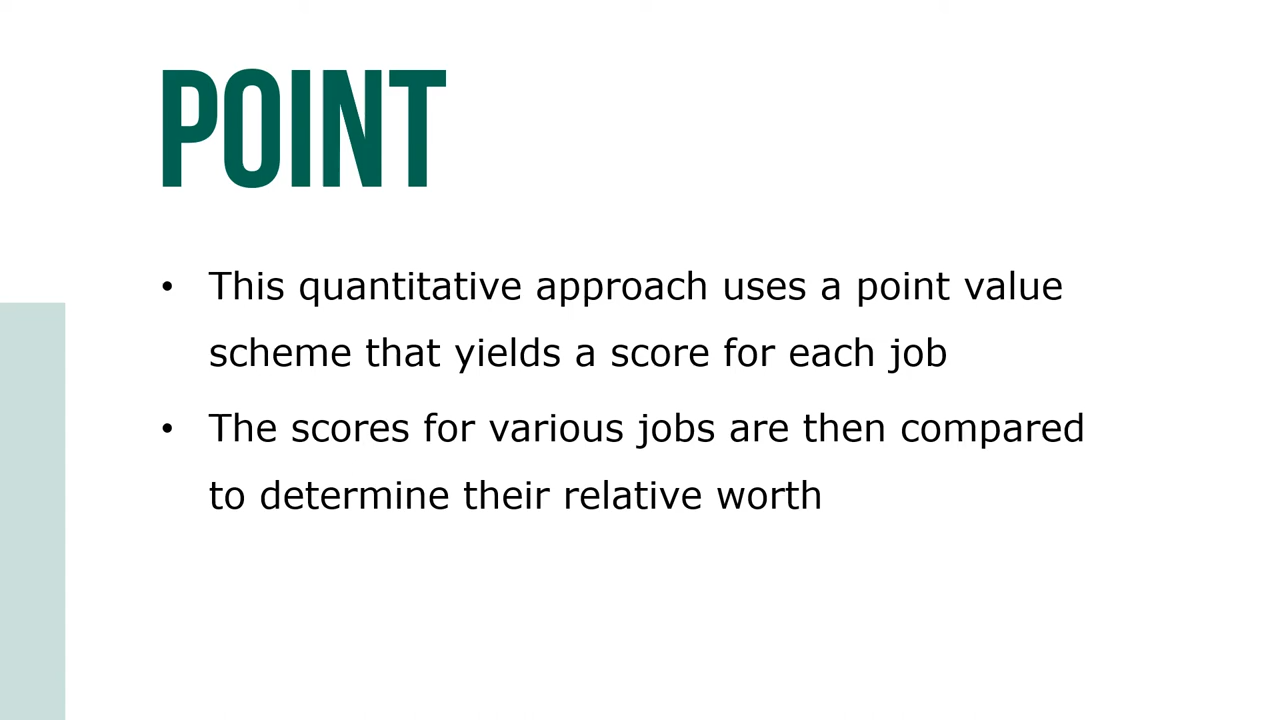 POINT
• This quantitative approach uses a point value
scheme that yields a score for each job
• The scores for various jobs are then compared
to determine their relative worth